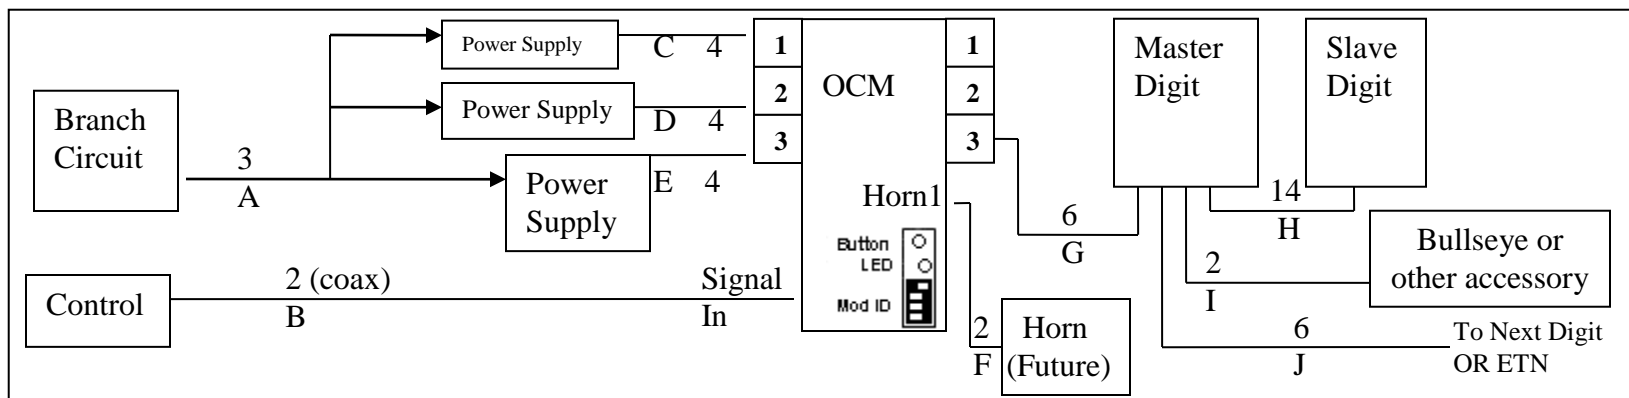 Branch
Circuit
3
A
Power Supply
C 4
Power Supply
D 4
Power
Supply
E 4
1
2
3
OCM
1
2
3
Horn1
Button
LED
Mod ID
Control
2 (coax)
B
Signal
In
2
F
Horn
(Future)
6
G
Master
Digit
Slave
Digit
14
H
2
I
Bullseye or
other accessory
6
J
To Next Digit
OR ETN